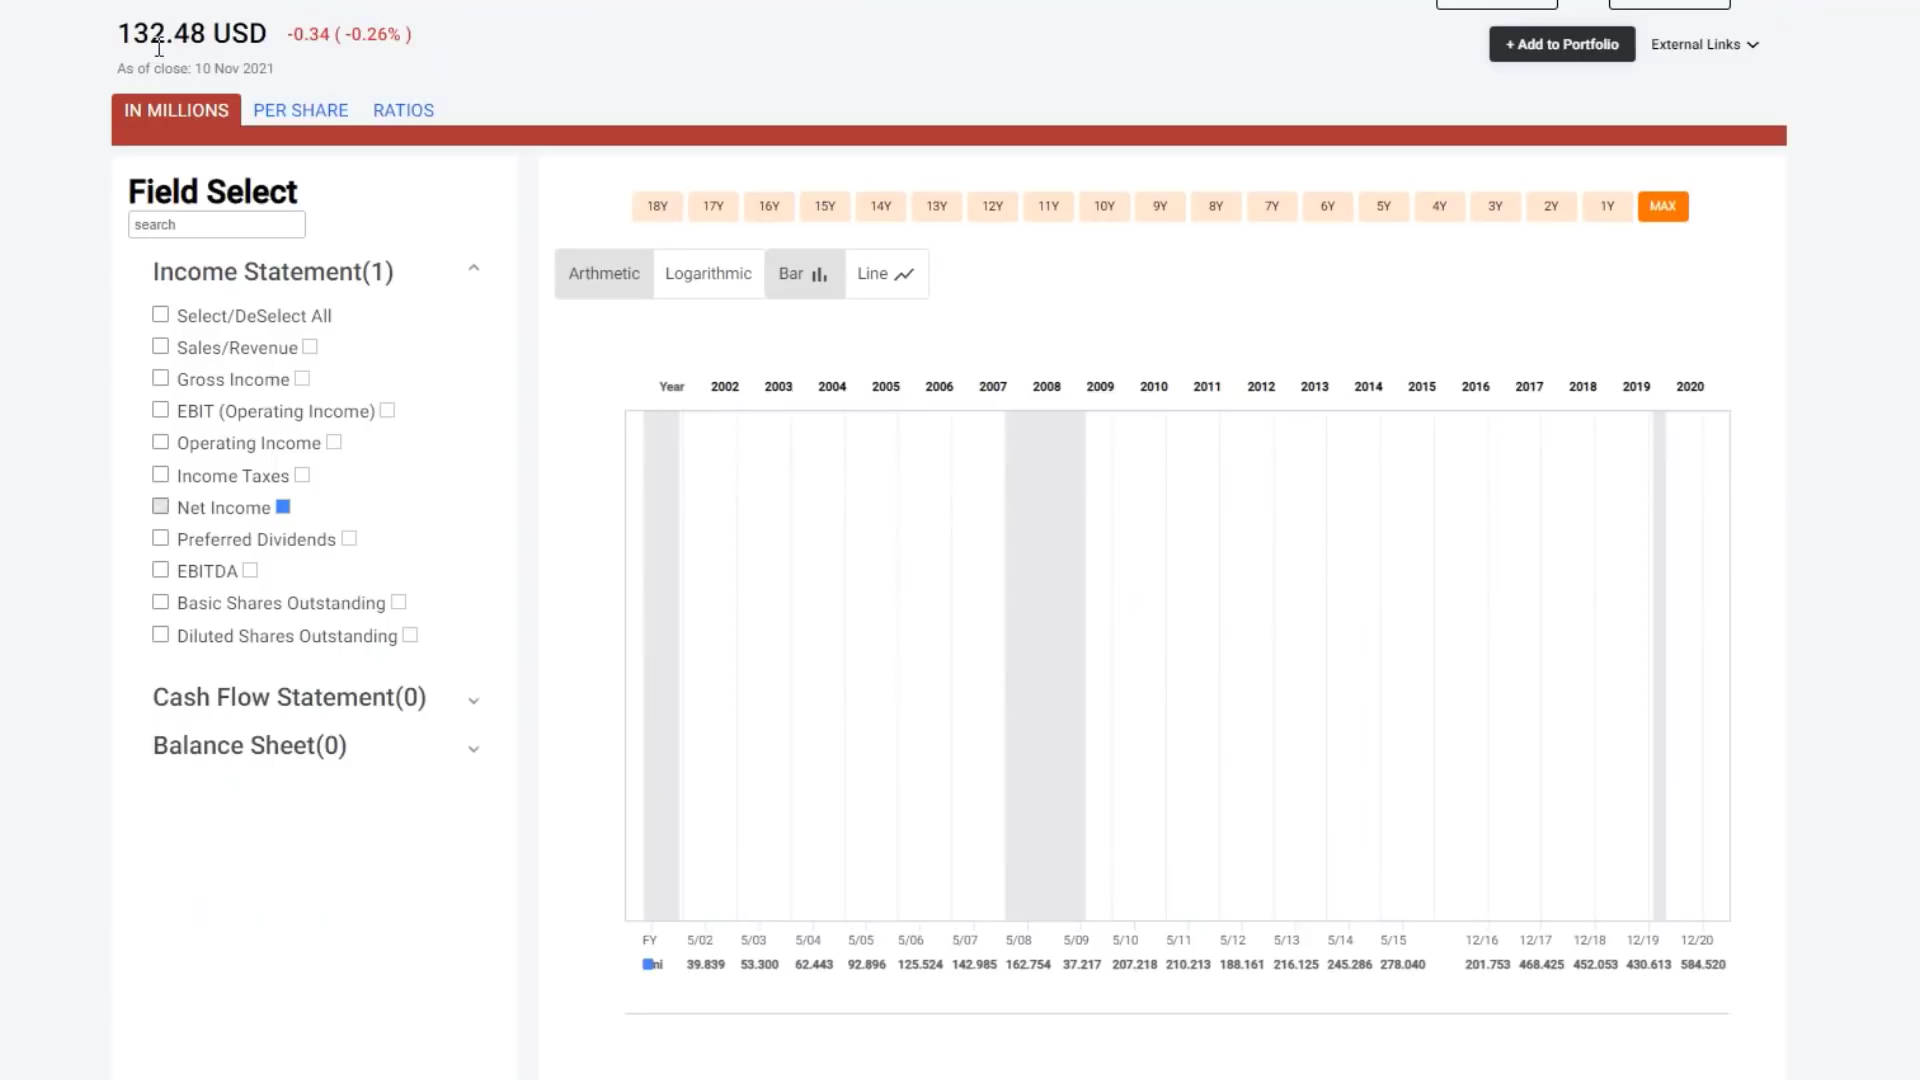 132.48 USD -0.34 ( -0.26% )
As of close: 10 Nov 2021
+ Add to Portfolio
External Links
IN MILLIONS PER SHARE RATIOS
Field Select
search
Income Statement(1)
Select/DeSelect All
Sales/Revenue
Gross Income
EBIT (Operating Income)
Operating Income
Income Taxes
Net Income
Preferred Dividends
EBITDA
Basic Shares Outstanding
Diluted Shares Outstanding
Cash Flow Statement(0)
Balance Sheet(0)
18Y 17Y 16Y 15Y 14Y 13Y 12Y 11Y 10Y 9Y 8Y 7Y 6Y 5Y 4Y 3Y 2Y 1Y MAX
Arthmetic Logarithmic Bar Line
Year 2002 2003 2004 2005 2006 2007 2008 2009 2010 2011 2012 2013 2014 2015 2016 2017 2018 2019 2020
FY 5/02 5/03 5/04 5/05 5/06 5/07 5/08 5/09 5/10 5/11 5/12 5/13 5/14 5/15 12/16 12/17 12/18 12/19 12/20
ni 39.839 53.300 62.443 92.896 125.524 142.985 162.754 37.217 207.218 210.213 188.161 216.125 245.286 278.040 201.753 468.425 452.053 430.613 584.520